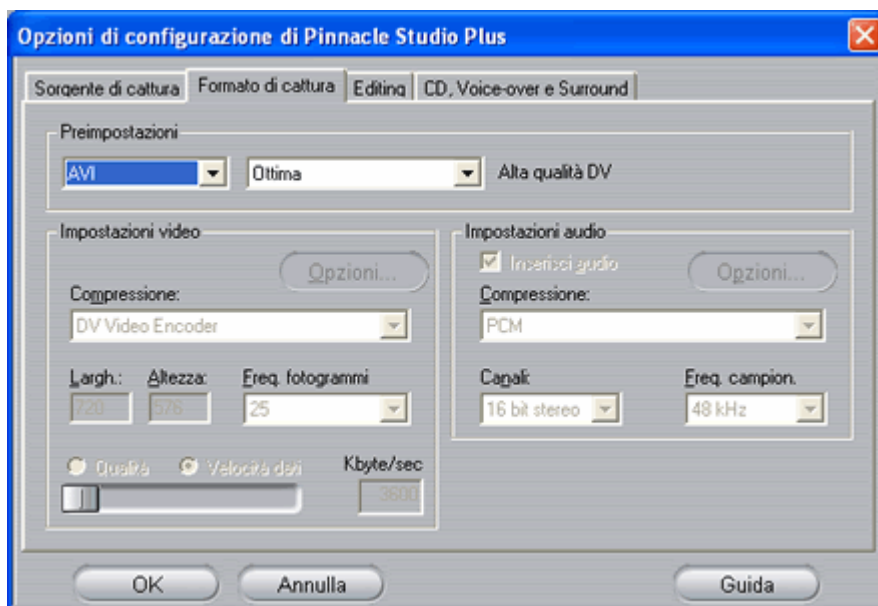 Opzioni di configurazione di Pinnacle Studio Plus
Sorgente di cattura Formato di cattura Editing CD, Voice-over e Surround
Preimpostazioni
AVI Ottima Alta qualità DV
Impostazioni video
Opzioni...
Compressione:
DV Video Encoder
Largh.: Altezza: Freq. fotogrammi
720 576 25
Qualità Velocità dati Kbyte/sec
3600
Impostazioni audio
Inserisci audio Opzioni...
Compressione:
PCM
Canali: Freq. campion.
16 bit stereo 48 kHz
OK Annulla Guida